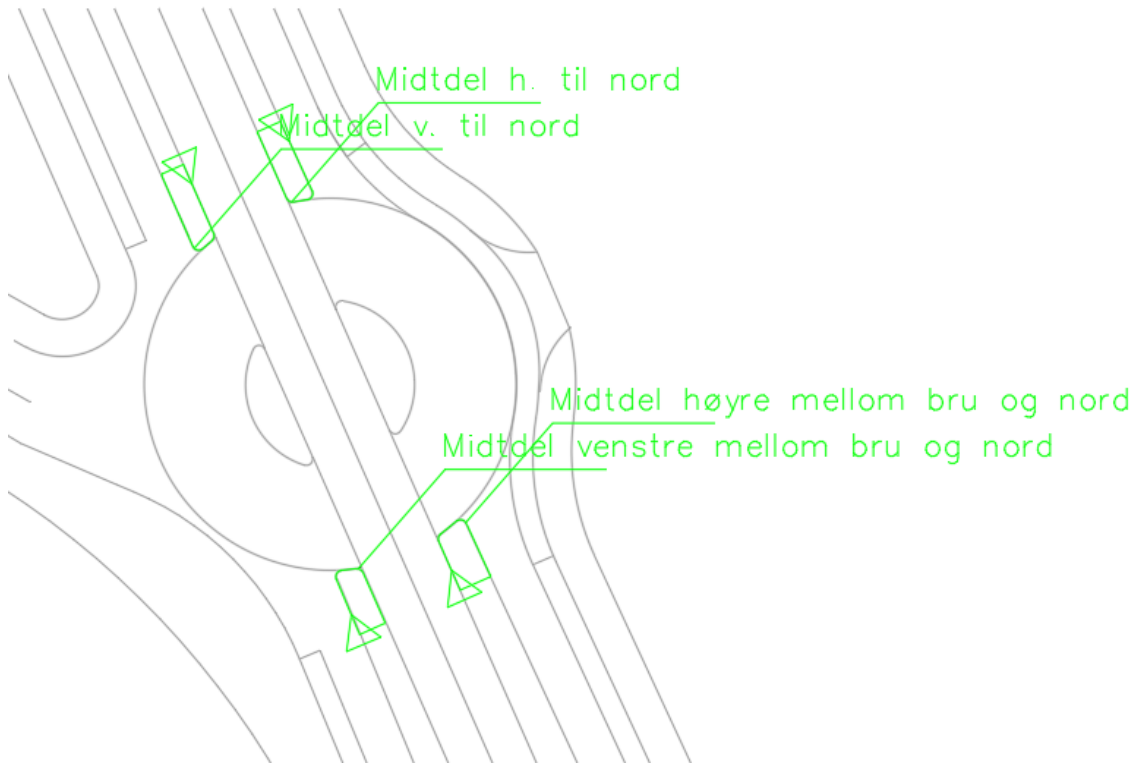 Midtdel h. til nord
Midtdel v. til nord
Midtdel høyre mellom bru og nord
Midtdel venstre mellom bru og nord